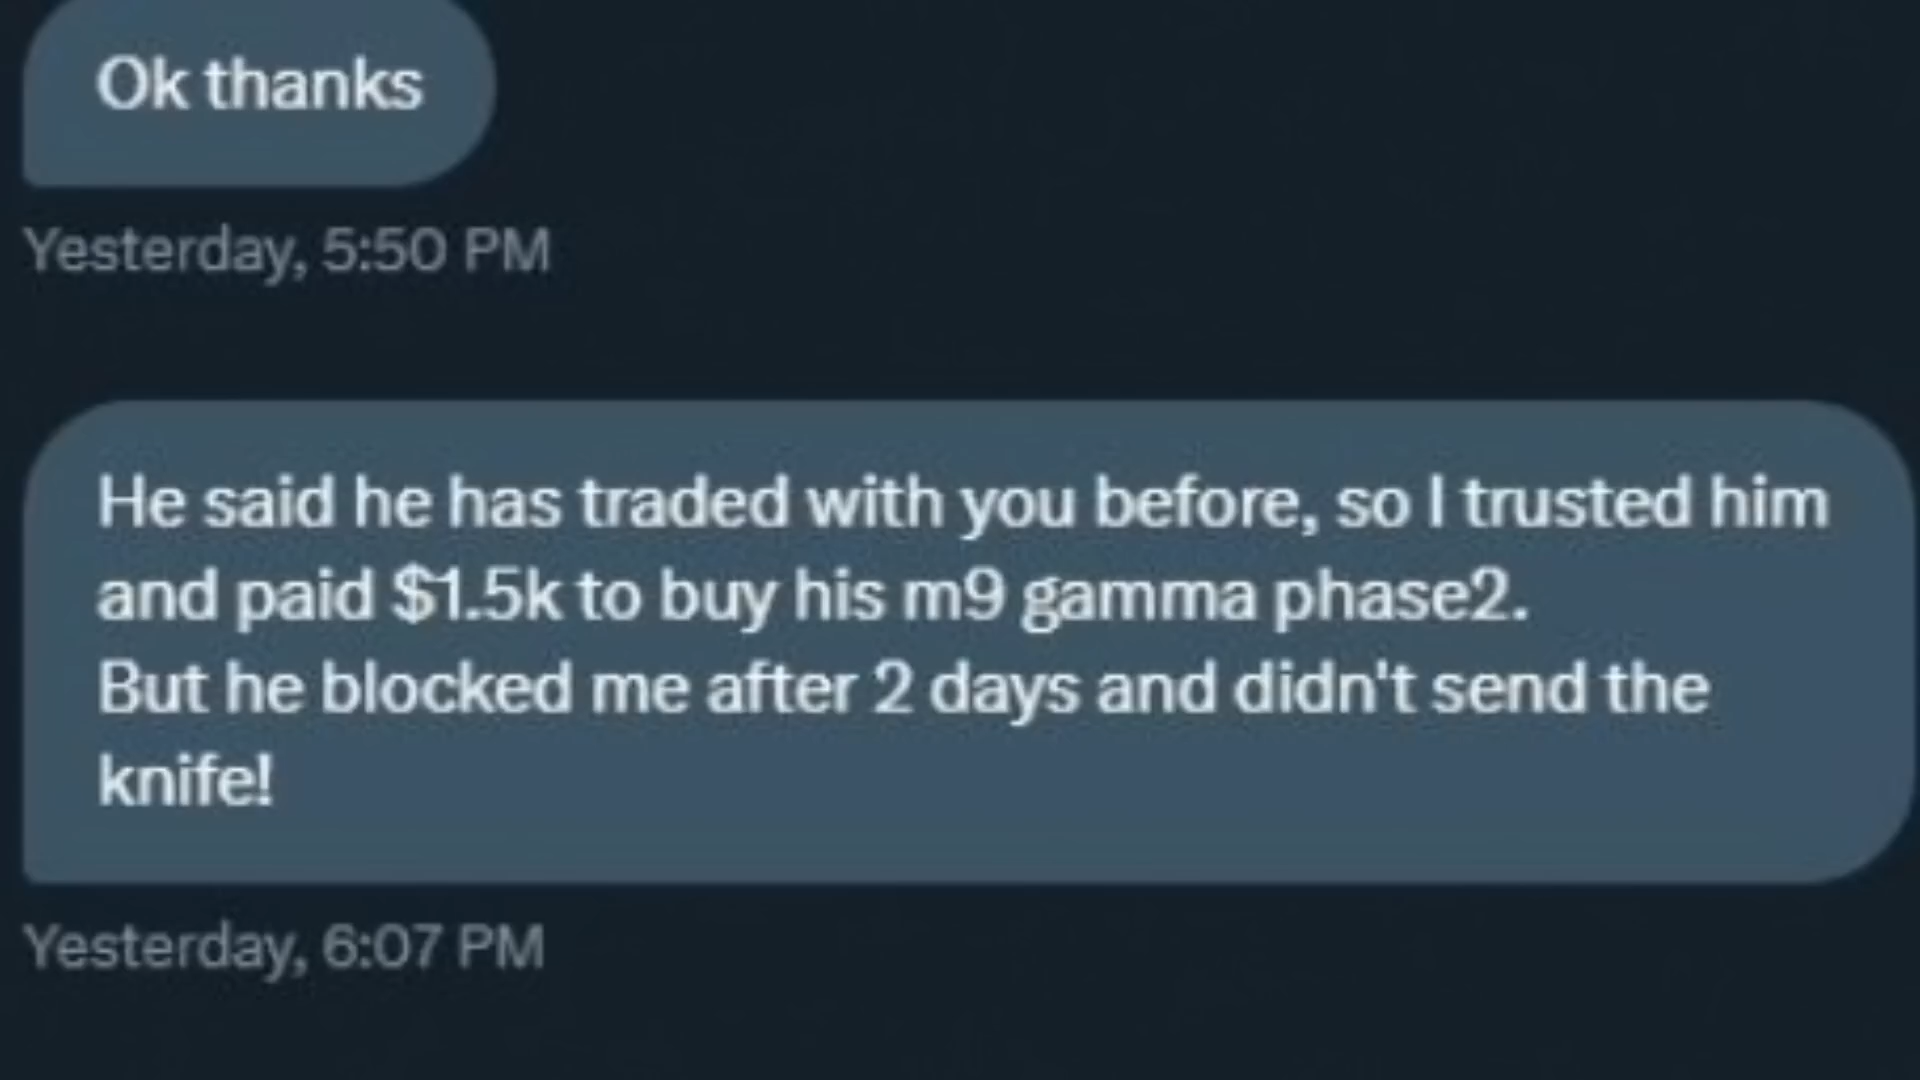 Ok thanks
Yesterday, 5:50 PM
He said he has traded with you before, so I trusted him
and paid $1.5k to buy his m9 gamma phase2.
But he blocked me after 2 days and didn't send the
knife!
Yesterday, 6:07 PM